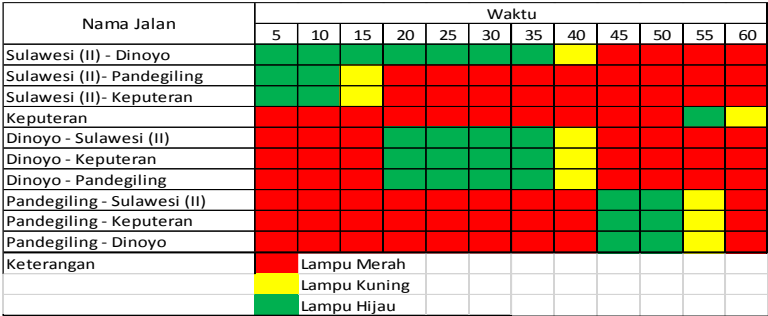 Nama Jalan
Waktu
5 10 15 20 25 30 35 40 45 50 55 60
Sulawesi (II) - Dinoyo
Sulawesi (II)- Pandegiling
Sulawesi (II)- Keputeran
Keputeran
Dinoyo - Sulawesi (II)
Dinoyo - Keputeran
Dinoyo - Pandegiling
Pandegiling - Sulawesi (II)
Pandegiling - Keputeran
Pandegiling - Dinoyo
Keterangan Lampu Merah
Lampu Kuning
Lampu Hijau